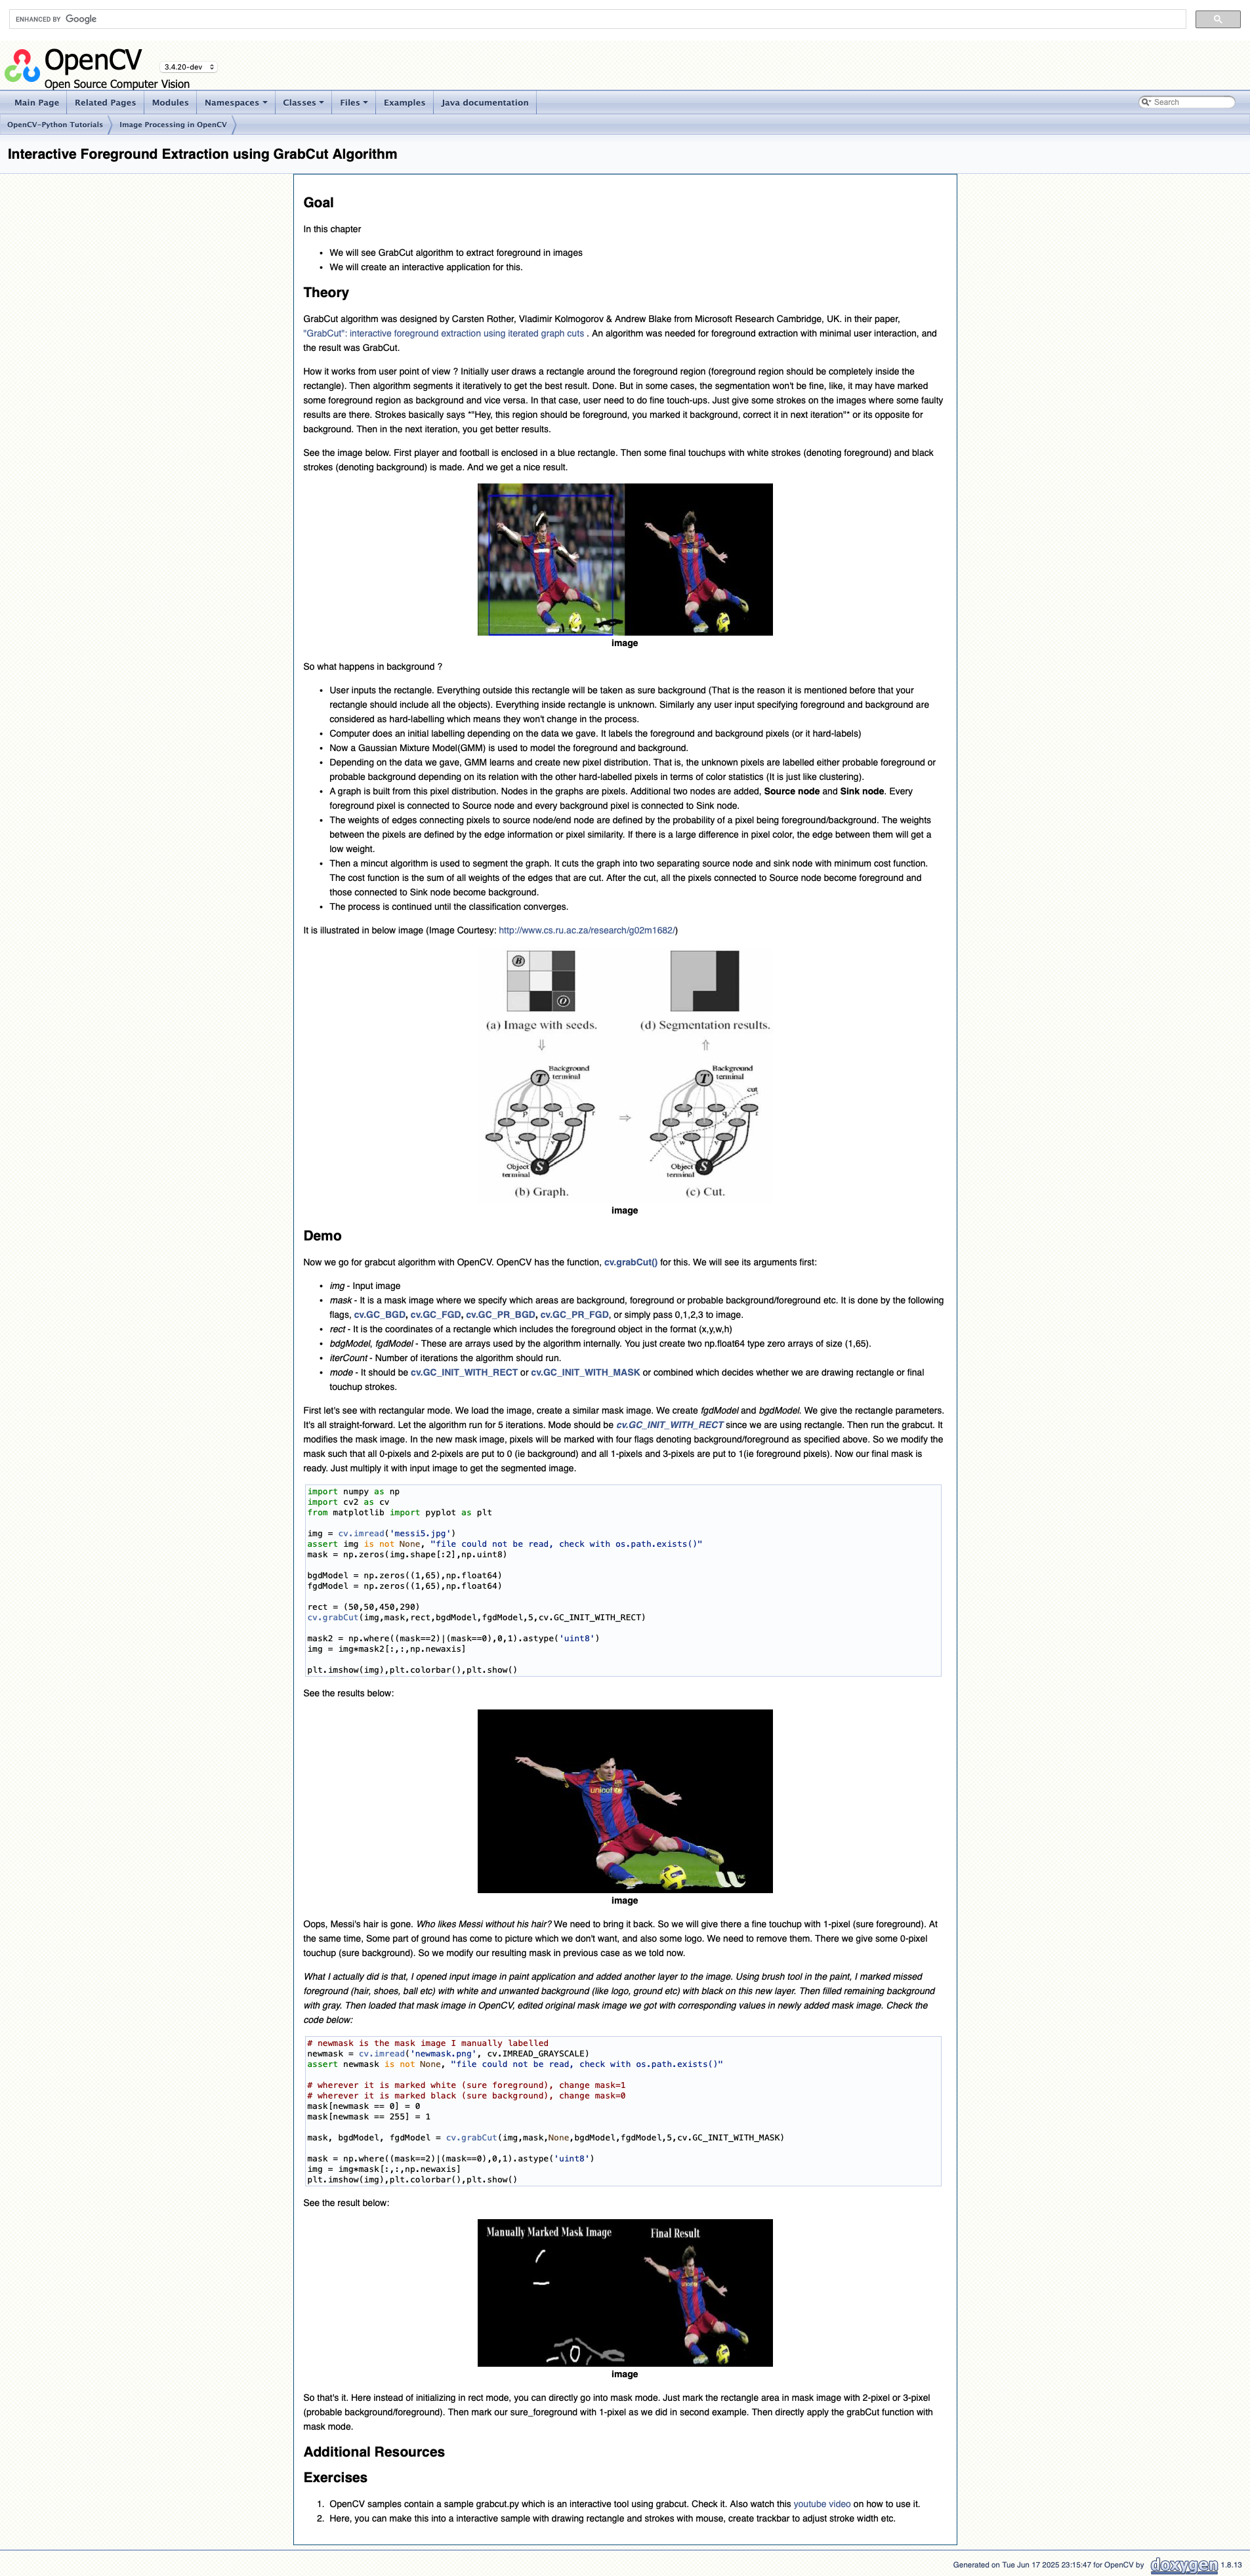 ENHANCED BY Google
OpenCV 3.4.20-dev
Open Source Computer Vision
Main Page Related Pages Modules Namespaces Classes Files Examples Java documentation Search
OpenCV-Python Tutorials Image Processing in OpenCV
Interactive Foreground Extraction using GrabCut Algorithm
Goal
In this chapter
• We will see GrabCut algorithm to extract foreground in images
• We will create an interactive application for this.
Theory
GrabCut algorithm was designed by Carsten Rother, Vladimir Kolmogorov & Andrew Blake from Microsoft Research Cambridge, UK. in their paper,
"GrabCut": interactive foreground extraction using iterated graph cuts . An algorithm was needed for foreground extraction with minimal user interaction, and
the result was GrabCut.
How it works from user point of view ? Initially user draws a rectangle around the foreground region (foreground region should be completely inside the
rectangle). Then algorithm segments it iteratively to get the best result. Done. But in some cases, the segmentation won't be fine, like, it may have marked
some foreground region as background and vice versa. In that case, user need to do fine touch-ups. Just give some strokes on the images where some faulty
results are there. Strokes basically says *"Hey, this region should be foreground, you marked it background, correct it in next iteration"* or its opposite for
background. Then in the next iteration, you get better results.
See the image below. First player and football is enclosed in a blue rectangle. Then some final touchups with white strokes (denoting foreground) and black
strokes (denoting background) is made. And we get a nice result.
image
So what happens in background ?
• User inputs the rectangle. Everything outside this rectangle will be taken as sure background (That is the reason it is mentioned before that your
rectangle should include all the objects). Everything inside rectangle is unknown. Similarly any user input specifying foreground and background are
considered as hard-labelling which means they won't change in the process.
• Computer does an initial labelling depending on the data we gave. It labels the foreground and background pixels (or it hard-labels)
• Now a Gaussian Mixture Model(GMM) is used to model the foreground and background.
• Depending on the data we gave, GMM learns and create new pixel distribution. That is, the unknown pixels are labelled either probable foreground or
probable background depending on its relation with the other hard-labelled pixels in terms of color statistics (It is just like clustering).
• A graph is built from this pixel distribution. Nodes in the graphs are pixels. Additional two nodes are added, Source node and Sink node. Every
foreground pixel is connected to Source node and every background pixel is connected to Sink node.
• The weights of edges connecting pixels to source node/end node are defined by the probability of a pixel being foreground/background. The weights
between the pixels are defined by the edge information or pixel similarity. If there is a large difference in pixel color, the edge between them will get a
low weight.
• Then a mincut algorithm is used to segment the graph. It cuts the graph into two separating source node and sink node with minimum cost function.
The cost function is the sum of all weights of the edges that are cut. After the cut, all the pixels connected to Source node become foreground and
those connected to Sink node become background.
• The process is continued until the classification converges.
It is illustrated in below image (Image Courtesy: http://www.cs.ru.ac.za/research/g02m1682/)
B
O
(a) Image with seeds. (d) Segmentation results.
Background terminal T
p q r
w v
Object terminal S
(b) Graph.
Background terminal T
cut
p q
w v
Object terminal S
(c) Cut.
image
Demo
Now we go for grabcut algorithm with OpenCV. OpenCV has the function, cv.grabCut() for this. We will see its arguments first:
• img - Input image
• mask - It is a mask image where we specify which areas are background, foreground or probable background/foreground etc. It is done by the following
flags, cv.GC_BGD, cv.GC_FGD, cv.GC_PR_BGD, cv.GC_PR_FGD, or simply pass 0,1,2,3 to image.
• rect - It is the coordinates of a rectangle which includes the foreground object in the format (x,y,w,h)
• bdgModel, fgdModel - These are arrays used by the algorithm internally. You just create two np.float64 type zero arrays of size (1,65).
• iterCount - Number of iterations the algorithm should run.
• mode - It should be cv.GC_INIT_WITH_RECT or cv.GC_INIT_WITH_MASK or combined which decides whether we are drawing rectangle or final
touchup strokes.
First let's see with rectangular mode. We load the image, create a similar mask image. We create fgdModel and bgdModel. We give the rectangle parameters.
It's all straight-forward. Let the algorithm run for 5 iterations. Mode should be cv.GC_INIT_WITH_RECT since we are using rectangle. Then run the grabcut. It
modifies the mask image. In the new mask image, pixels will be marked with four flags denoting background/foreground as specified above. So we modify the
mask such that all 0-pixels and 2-pixels are put to 0 (ie background) and all 1-pixels and 3-pixels are put to 1(ie foreground pixels). Now our final mask is
ready. Just multiply it with input image to get the segmented image.
import numpy as np
import cv2 as cv
from matplotlib import pyplot as plt
img = cv.imread('messi5.jpg')
assert img is not None, "file could not be read, check with os.path.exists()"
mask = np.zeros(img.shape[:2],np.uint8)
bgdModel = np.zeros((1,65),np.float64)
fgdModel = np.zeros((1,65),np.float64)
rect = (50,50,450,290)
cv.grabCut(img,mask,rect,bgdModel,fgdModel,5,cv.GC_INIT_WITH_RECT)
mask2 = np.where((mask==2)|(mask==0),0,1).astype('uint8')
img = img*mask2[:,:,np.newaxis]
plt.imshow(img),plt.colorbar(),plt.show()
See the results below:
unicef
image
Oops, Messi's hair is gone. Who likes Messi without his hair? We need to bring it back. So we will give there a fine touchup with 1-pixel (sure foreground). At
the same time, Some part of ground has come to picture which we don't want, and also some logo. We need to remove them. There we give some 0-pixel
touchup (sure background). So we modify our resulting mask in previous case as we told now.
What I actually did is that, I opened input image in paint application and added another layer to the image. Using brush tool in the paint, I marked missed
foreground (hair, shoes, ball etc) with white and unwanted background (like logo, ground etc) with black on this new layer. Then filled remaining background
with gray. Then loaded that mask image in OpenCV, edited original mask image we got with corresponding values in newly added mask image. Check the
code below:
# newmask is the mask image I manually labelled
newmask = cv.imread('newmask.png', cv.IMREAD_GRAYSCALE)
assert newmask is not None, "file could not be read, check with os.path.exists()"
# wherever it is marked white (sure foreground), change mask=1
# wherever it is marked black (sure background), change mask=0
mask[newmask == 0] = 0
mask[newmask == 255] = 1
mask, bgdModel, fgdModel = cv.grabCut(img,mask,None,bgdModel,fgdModel,5,cv.GC_INIT_WITH_MASK)
mask = np.where((mask==2)|(mask==0),0,1).astype('uint8')
img = img*mask[:,:,np.newaxis]
plt.imshow(img),plt.colorbar(),plt.show()
See the result below:
Manually Marked Mask Image Final Result
image
So that's it. Here instead of initializing in rect mode, you can directly go into mask mode. Just mark the rectangle area in mask image with 2-pixel or 3-pixel
(probable background/foreground). Then mark our sure_foreground with 1-pixel as we did in second example. Then directly apply the grabCut function with
mask mode.
Additional Resources
Exercises
1. OpenCV samples contain a sample grabcut.py which is an interactive tool using grabcut. Check it. Also watch this youtube video on how to use it.
2. Here, you can make this into a interactive sample with drawing rectangle and strokes with mouse, create trackbar to adjust stroke width etc.
Generated on Tue Jun 17 2025 23:15:47 for OpenCV by doxygen 1.8.13